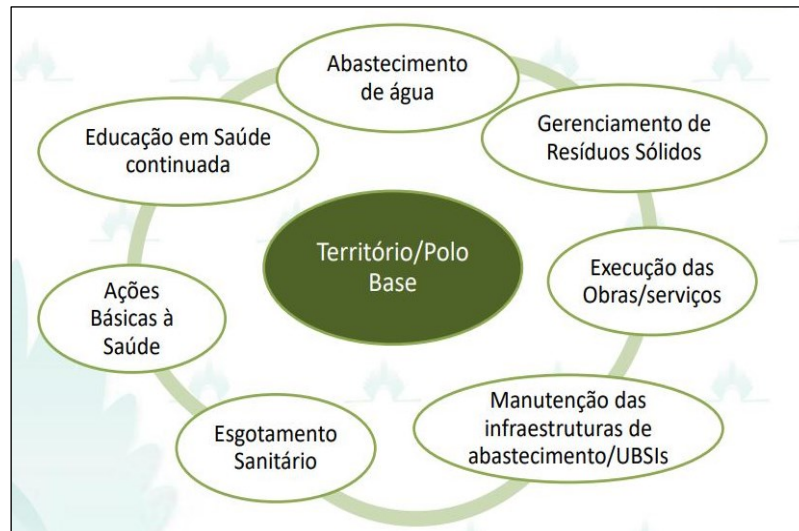 Abastecimento
de água
Gerenciamento de
Resíduos Sólidos
Execução das
Obras/serviços
Manutenção das
infraestruturas de
abastecimento/UBSIs
Esgotamento
Sanitário
Ações
Básicas à
Saúde
Educação em Saúde
continuada
Território/Polo
Base